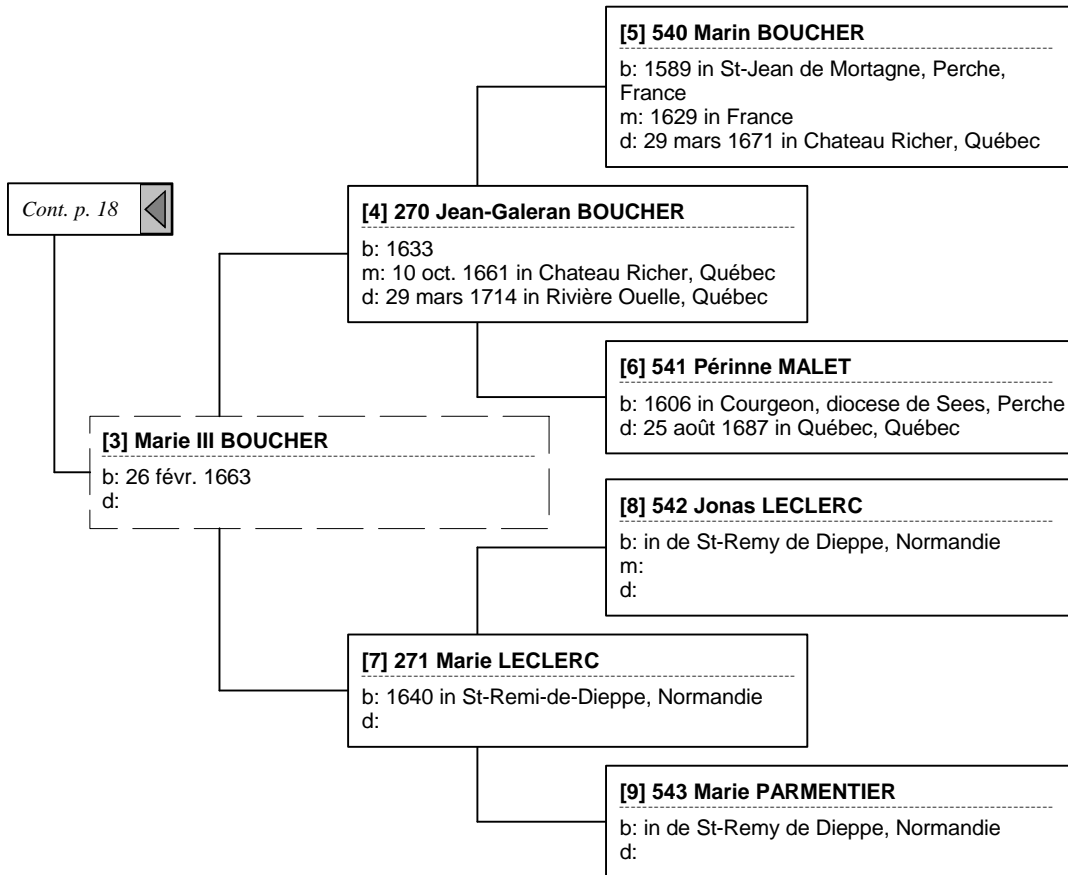 [5] 540 Marin BOUCHER
b: 1589 in St-Jean de Mortagne, Perche,
France
m: 1629 in France
d: 29 mars 1671 in Chateau Richer, Québec
Cont. p. 18
[4] 270 Jean-Galeran BOUCHER
b: 1633
m: 10 oct. 1661 in Chateau Richer, Québec
d: 29 mars 1714 in Rivière Ouelle, Québec
[6] 541 Périnne MALET
b: 1606 in Courgeon, diocese de Sees, Perche
d: 25 août 1687 in Québec, Québec
[3] Marie III BOUCHER
b: 26 févr. 1663
d:
[8] 542 Jonas LECLERC
b: in de St-Remy de Dieppe, Normandie
m:
d:
[7] 271 Marie LECLERC
b: 1640 in St-Remi-de-Dieppe, Normandie
d:
[9] 543 Marie PARMENTIER
b: in de St-Remy de Dieppe, Normandie
d: